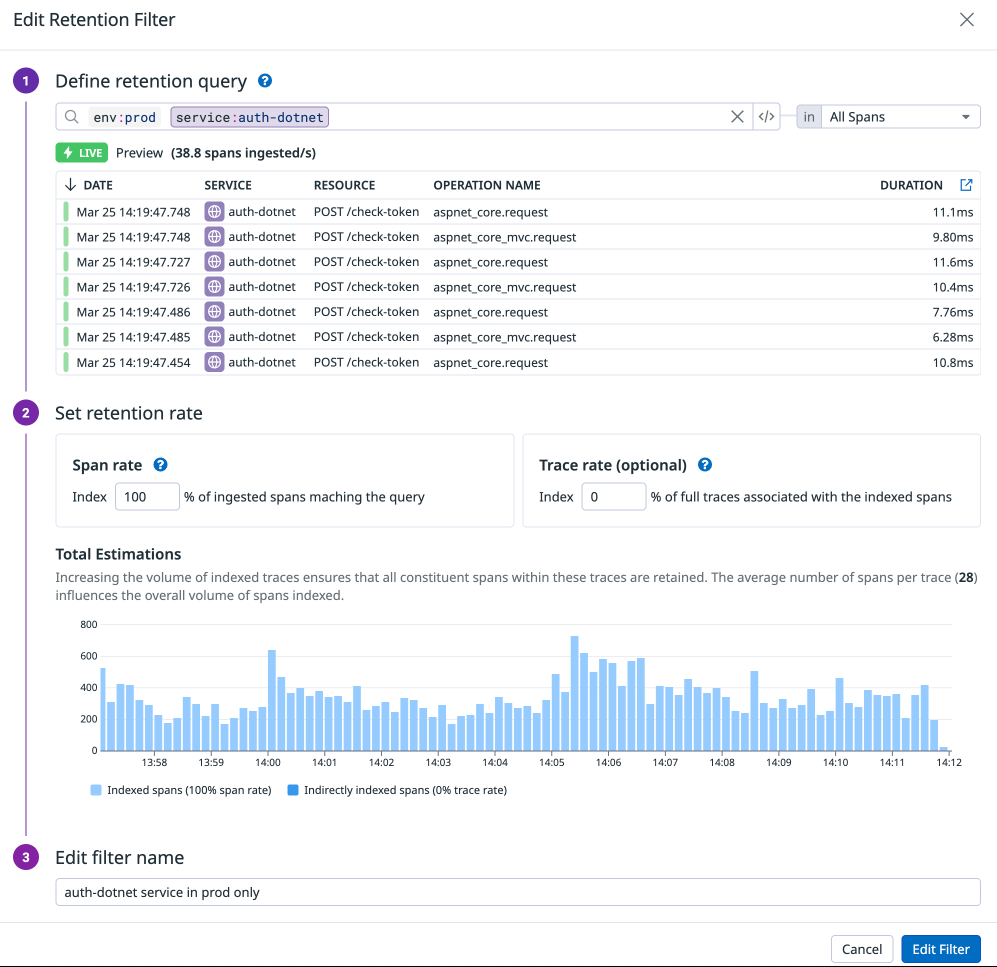 Edit Retention Filter
1 Define retention query ?
env:prod service:auth-dotnet </> in All Spans
LIVE Preview (38.8 spans ingested/s)
DATE SERVICE RESOURCE OPERATION NAME DURATION
Mar 25 14:19:47.748 auth-dotnet POST /check-token aspnet_core.request 11.1ms
Mar 25 14:19:47.748 auth-dotnet POST /check-token aspnet_core_mvc.request 9.80ms
Mar 25 14:19:47.727 auth-dotnet POST /check-token aspnet_core.request 11.6ms
Mar 25 14:19:47.726 auth-dotnet POST /check-token aspnet_core_mvc.request 10.4ms
Mar 25 14:19:47.486 auth-dotnet POST /check-token aspnet_core.request 7.76ms
Mar 25 14:19:47.485 auth-dotnet POST /check-token aspnet_core_mvc.request 6.28ms
Mar 25 14:19:47.454 auth-dotnet POST /check-token aspnet_core.request 10.8ms
2 Set retention rate
Span rate ?
Index 100 % of ingested spans maching the query
Trace rate (optional) ?
Index 0 % of full traces associated with the indexed spans
Total Estimations
Increasing the volume of indexed traces ensures that all constituent spans within these traces are retained. The average number of spans per trace (28)
influences the overall volume of spans indexed.
800
600
400
200
0
13:58 13:59 14:00 14:01 14:02 14:03 14:04 14:05 14:06 14:07 14:08 14:09 14:10 14:11 14:12
Indexed spans (100% span rate) Indirectly indexed spans (0% trace rate)
3 Edit filter name
auth-dotnet service in prod only
Cancel Edit Filter